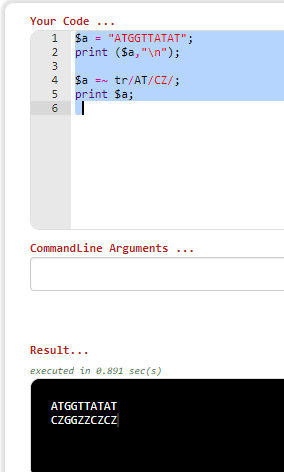 Your Code ...
1 $a = "ATGGTTATAT";
2 print ($a,"\n");
3
4 $a =~ tr/AT/CZ/;
5 print $a;
6
CommandLine Arguments ...
Result...
executed in 0.891 sec(s)
ATGGTTATAT
CZGGZZCZCZ